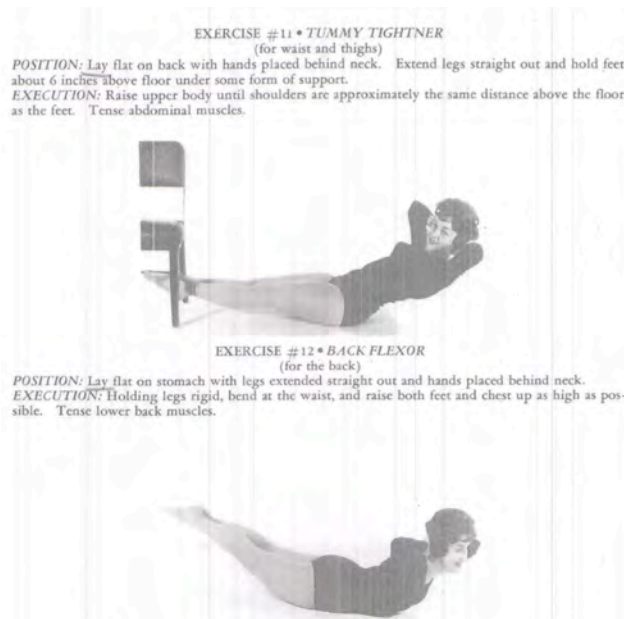 EXERCISE #11 • TUMMY TIGHTNER
(for waist and thighs)
POSITION: Lay flat on back with hands placed behind neck. Extend legs straight out and hold feet
about 6 inches above floor under some form of support.
EXECUTION: Raise upper body until shoulders are approximately the same distance above the floor
as the feet. Tense abdominal muscles.
EXERCISE #12 • BACK FLEXOR
(for the back)
POSITION: Lay flat on stomach with legs extended straight out and hands placed behind neck.
EXECUTION: Holding legs rigid, bend at the waist, and raise both feet and chest up as high as pos-
sible. Tense lower back muscles.